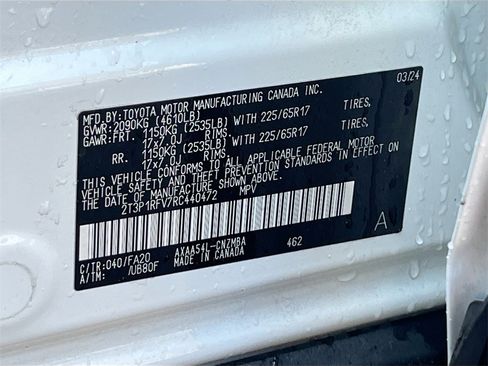 MFD.BY:TOYOTA MOTOR MANUFACTURING CANADA INC. 03/24
GVWR:2090KG (4610LB)
GAWR:FRT. 1150KG (2535LB) WITH 225/65R17 TIRES,
17x7.0J RIMS,
RR. 1150KG (2535LB) WITH 225/65R17 TIRES,
17x7.0J RIMS,
THIS VEHICLE CONFORMS TO ALL APPLICABLE FEDERAL MOTOR
VEHICLE SAFETY AND THEFT PREVENTION STANDARDS IN EFFECT ON
THE DATE OF MANUFACTURE SHOWN ABOVE.
2T3P1RFV7RC440472 MPV
C/TR:040/FA20 AXAA54L-CNZMBA 462 A
A/TM: /UB80F MADE IN CANADA